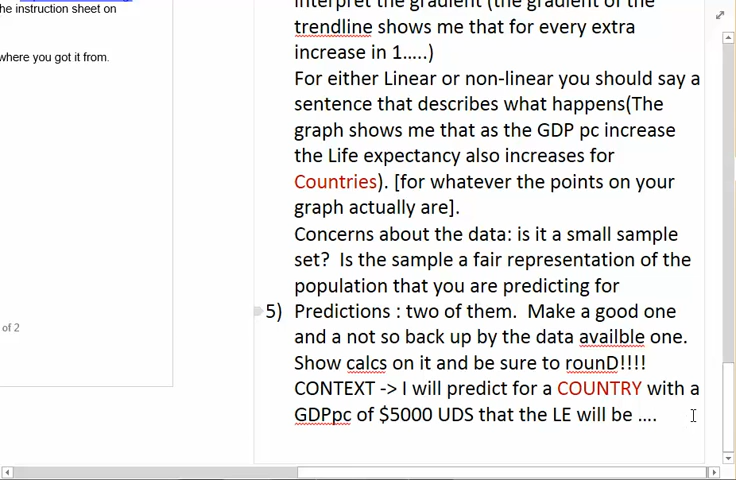 he instruction sheet on
where you got it from.
of 2
interpret the gradient (the gradient of the
trendline shows me that for every extra
increase in 1.....)
For either Linear or non-linear you should say a
sentence that describes what happens(The
graph shows me that as the GDP pc increase
the Life expectancy also increases for
Countries). [for whatever the points on your
graph actually are].
Concerns about the data: is it a small sample
set?  Is the sample a fair representation of the
population that you are predicting for
5) Predictions : two of them.  Make a good one
and a not so back up by the data availble one.
Show calcs on it and be sure to rounD!!!!
CONTEXT -> I will predict for a COUNTRY with a
GDPpc of $5000 UDS that the LE will be ....